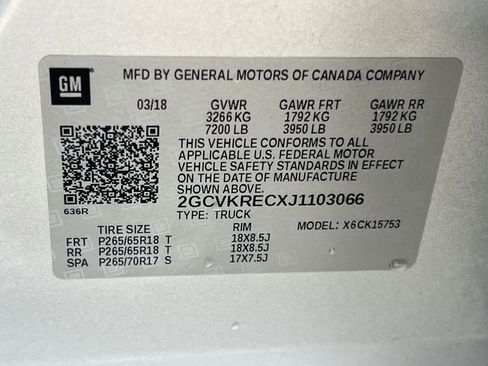 GM
MFD BY GENERAL MOTORS OF CANADA COMPANY
03/18 GVWR GAWR FRT GAWR RR
3266 KG 1792 KG 1792 KG
7200 LB 3950 LB 3950 LB
THIS VEHICLE CONFORMS TO ALL
APPLICABLE U.S. FEDERAL MOTOR
VEHICLE SAFETY STANDARDS IN EFFECT
ON THE DATE OF MANUFACTURE
SHOWN ABOVE.
2GCVKRECXJ1103066
636R
TYPE: TRUCK MODEL: X6CK15753
TIRE SIZE RIM
FRT P265/65R18 T 18X8.5J
RR P265/65R18 T 18X8.5J
SPA P265/70R17 S 17X7.5J